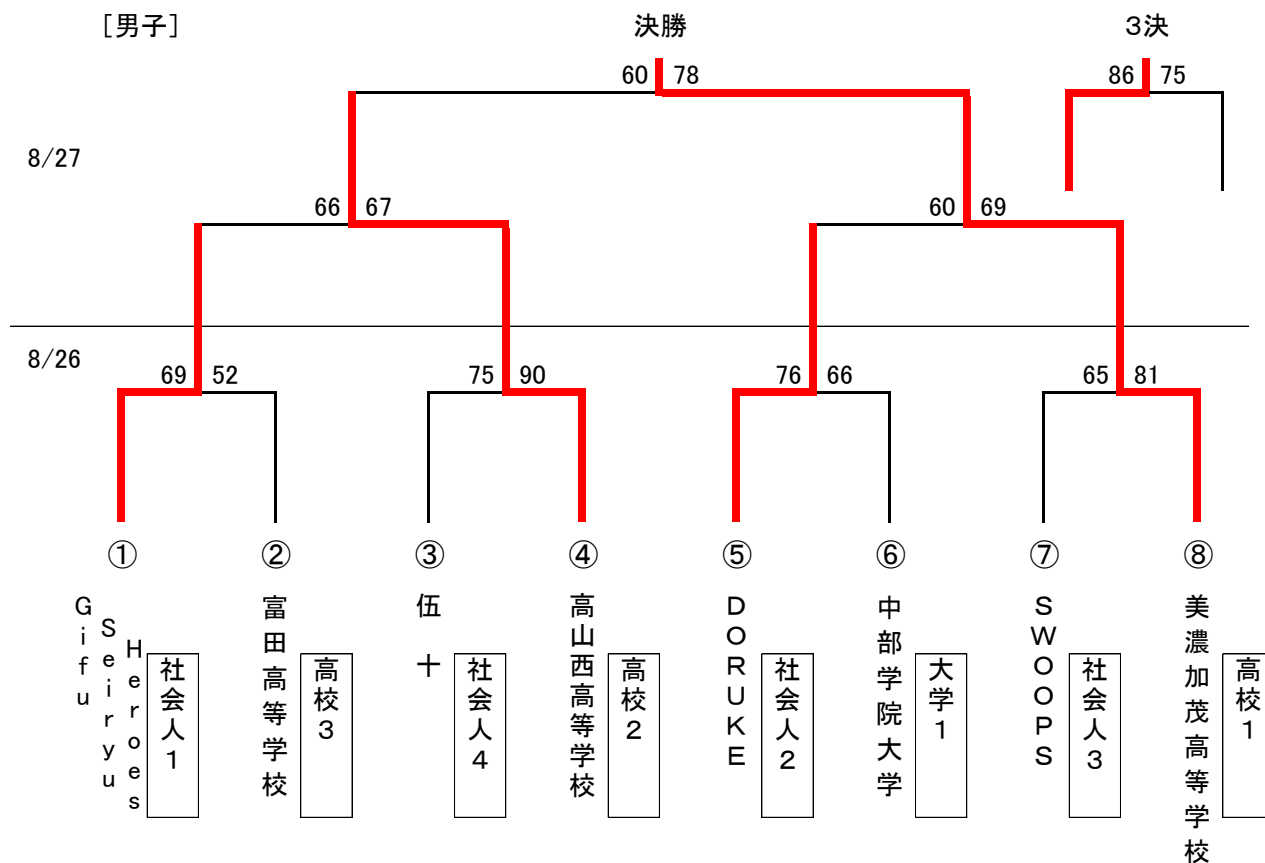 ［男子］ 決勝 ３決
60 78 86 75
8/27
66 67 60 69
8/26
69 52 75 90 76 66 65 81
① ② ③ ④ ⑤ ⑥ ⑦ ⑧
Ｇｉｆｕ
Ｓｅｉｒｙｕ
Ｈｅｒｏｅｓ
社会人１
富田高等学校
高校３
伍 十
社会人４
高山西高等学校
高校２
ＤＯＲＵＫＥ
社会人２
中部学院大学
大学１
ＳＷＯＯＰＳ
社会人３
美濃加茂高等学校
高校１